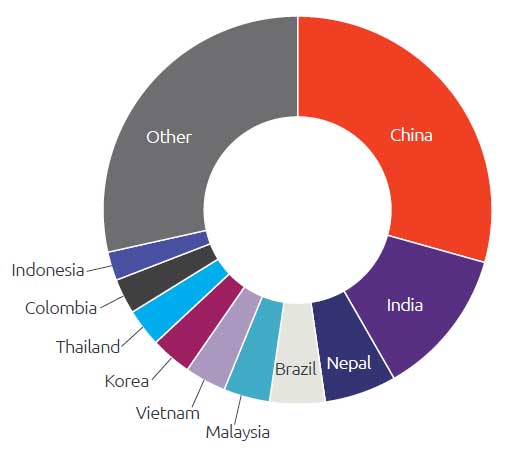 China
India
Nepal
Brazil
Malaysia
Vietnam
Korea
Thailand
Colombia
Indonesia
Other